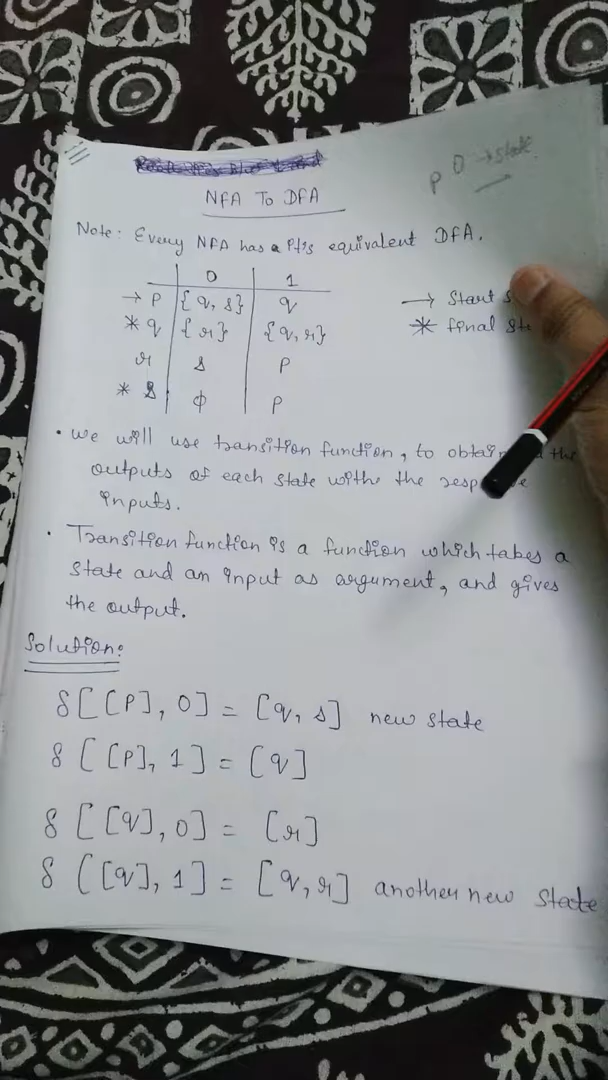 P O → state
NFA TO DFA
Note: Every NFA has a it's equivalent DFA.
0 1
→ P {q, s} q
* q {r} {q, r}
r s P
* s ϕ P
→ Start
* final
• We will use transition function, to obtain the
outputs of each state with the
inputs.
• Transition function is a function which takes a
state and an input as argument, and gives
the output.
Solution:
δ[[P], 0] = [q, s] new state
δ[[P], 1] = [q]
δ[[q], 0] = [r]
δ[[q], 1] = [q, r] another new state